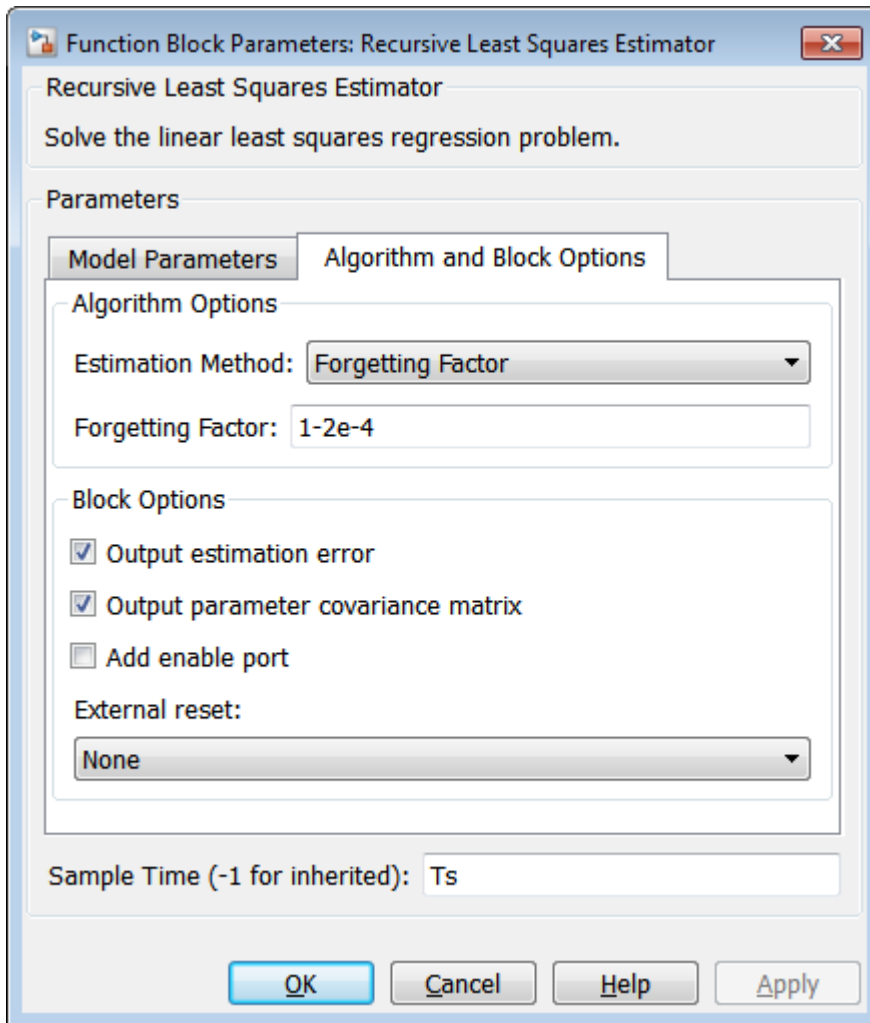 Function Block Parameters: Recursive Least Squares Estimator
Recursive Least Squares Estimator
Solve the linear least squares regression problem.
Parameters
Model Parameters
Algorithm and Block Options
Algorithm Options
Estimation Method: Forgetting Factor
Forgetting Factor: 1-2e-4
Block Options
Output estimation error
Output parameter covariance matrix
Add enable port
External reset:
None
Sample Time (-1 for inherited): Ts
OK Cancel Help Apply